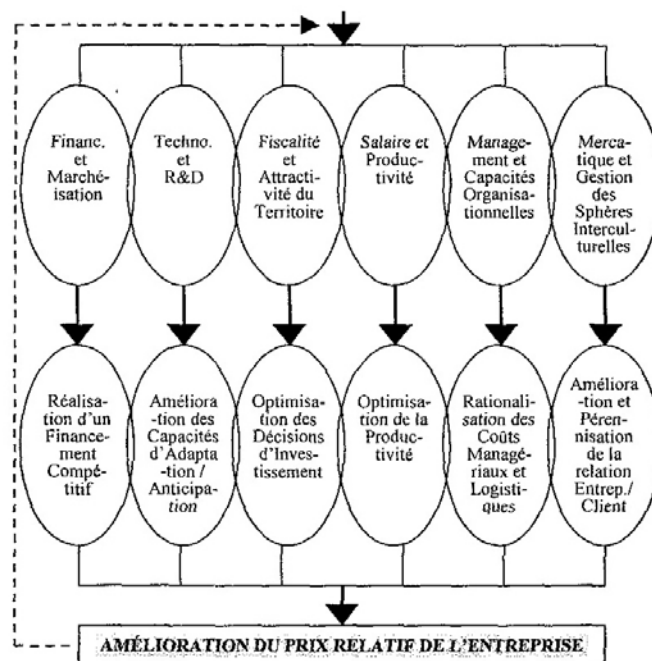 Financ.
et
Marché-
isation
Techno.
et
R&D
Fiscalité et
Attracti-
vité du
Territoire
Salaire et
Produc-
tivité
Manage-
ment et
Capacités
Organisa-
tionnelles
Merca-
tique et
Gestion
des
Sphères
Intercul-
turelles
Réalisa-
tion d'un
Finance-
ment
Compé-
titif
Améliora-
tion des
Capacités
d'Adapta
-tion /
Anticipa-
tion
Optimisa-
tion des
Décisions
d'Inves-
tissement
Optimisa-
tion de la
Produc-
tivité
Rationali-
sation des
Coûts
Managé-
riaux et
Logisti-
ques
Améliora
-tion et
Péren-
nisation
de la
relation
Entrep./
Client
AMÉLIORATION DU PRIX RELATIF DE L'ENTREPRISE